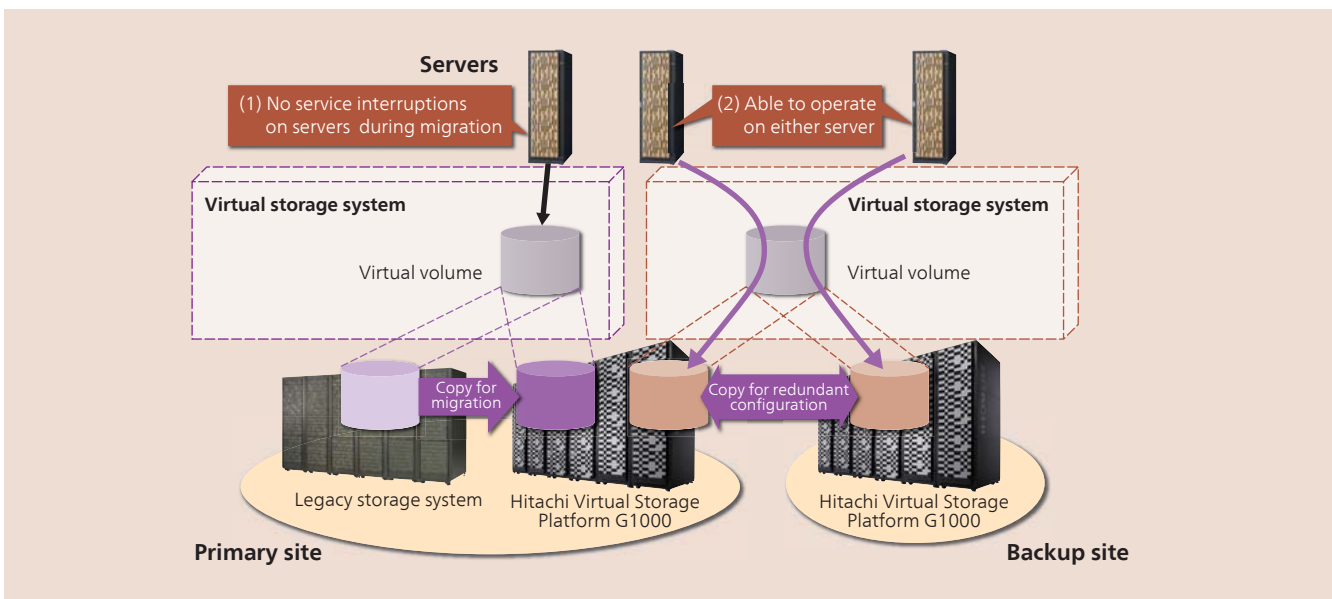 Servers
(1) No service interruptions
on servers during migration
(2) Able to operate
on either server
Virtual storage system
Virtual volume
Virtual storage system
Virtual volume
Copy for
migration
Copy for redundant
configuration
Legacy storage system
Hitachi Virtual Storage
Platform G1000
Hitachi Virtual Storage
Platform G1000
Primary site
Backup site